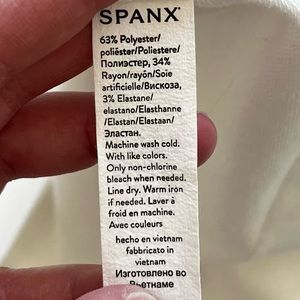 SPANX®
63% Polyester/
poliéster/Poliestere/
Полиэстер, 34%
Rayon/rayón/Soie
artificielle/Вискоза,
3% Elastane/
elastano/Elasthanne
/Elastan/Elastaan/
Эластан.
Machine wash cold.
With like colors.
Only non-chlorine
bleach when needed.
Line dry. Warm iron
if needed. Laver à
froid en machine.
Avec couleurs
hecho en vietnam
fabbricato in
vietnam
Изготовлено во
Вьетнаме